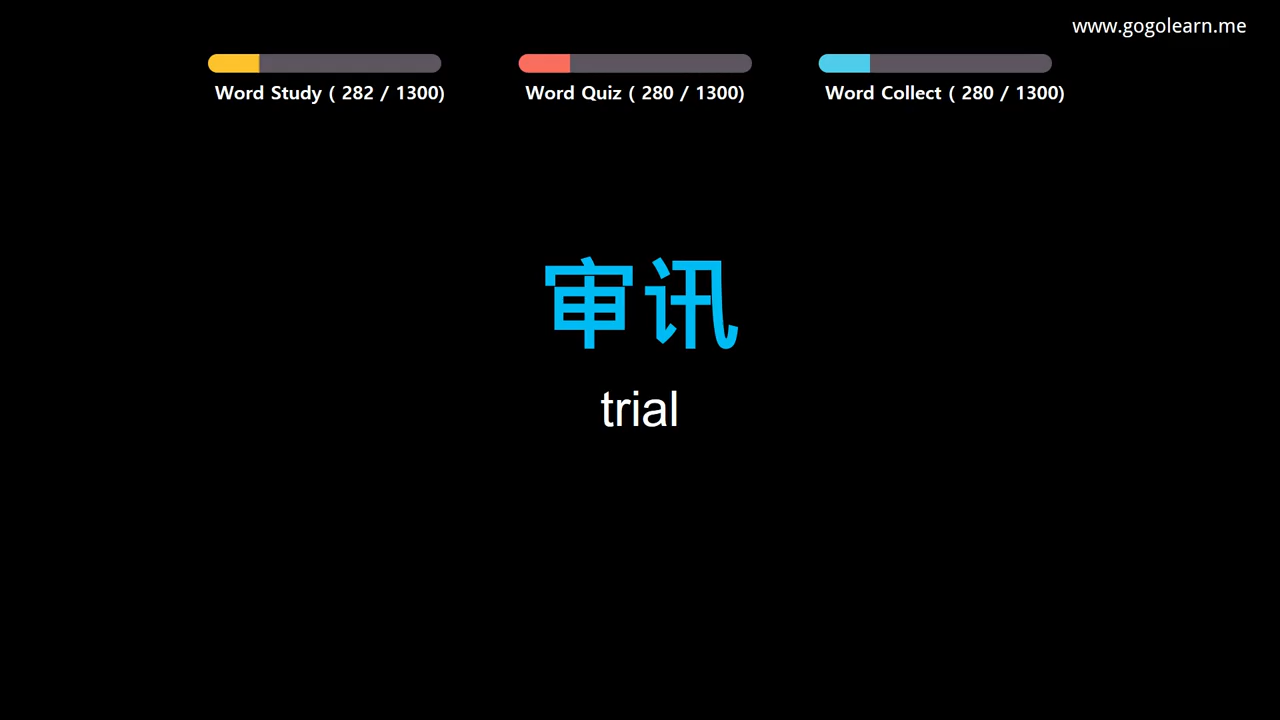 www.gogolearn.me
Word Study ( 282 / 1300)
Word Quiz ( 280 / 1300)
Word Collect ( 280 / 1300)
审讯
trial